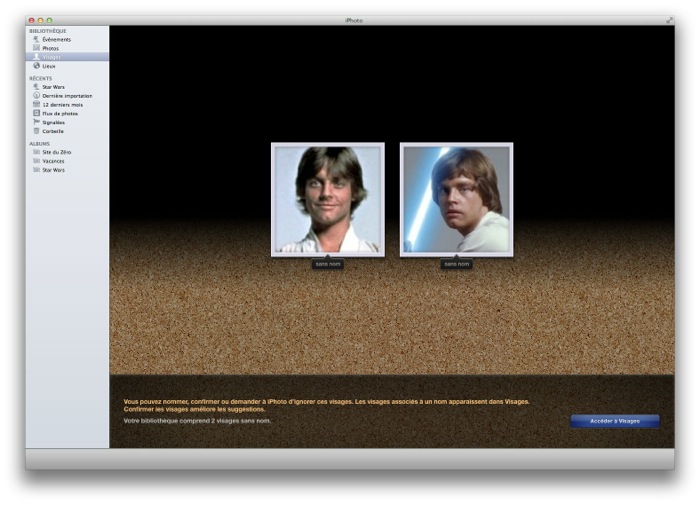 iPhoto
BIBLIOTHÈQUE
Événements
Photos
Visages
Lieux
RÉCENTS
Star Wars
Dernière importation
12 derniers mois
Flux de photos
Signalées
Corbeille
ALBUMS
Site du Zéro
Vacances
Star Wars
sans nom
sans nom
Vous pouvez nommer, confirmer ou demander à iPhoto d'ignorer ces visages. Les visages associés à un nom apparaissent dans Visages.
Confirmer les visages améliore les suggestions.
Votre bibliothèque comprend 2 visages sans nom.
Accéder à Visages